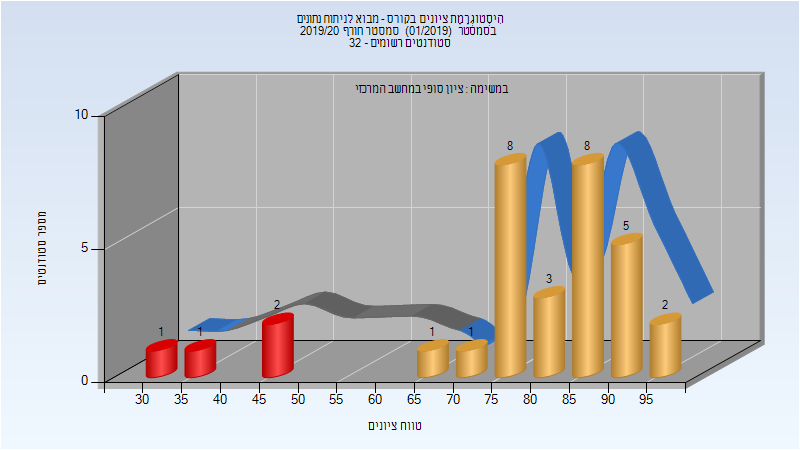 היסטוגרמת ציונים בקורס - מבוא לניתוח נתונים
בסמסטר (01/2019) סמסטר חורף 2019/20
סטודנטים רשומים - 32
במשימה : ציון סופי במחשב המרכזי
10
5
0
מספר סטודנטים
1
1
2
1
1
8
3
8
5
2
30 35 40 45 50 55 60 65 70 75 80 85 90 95
טווח ציונים